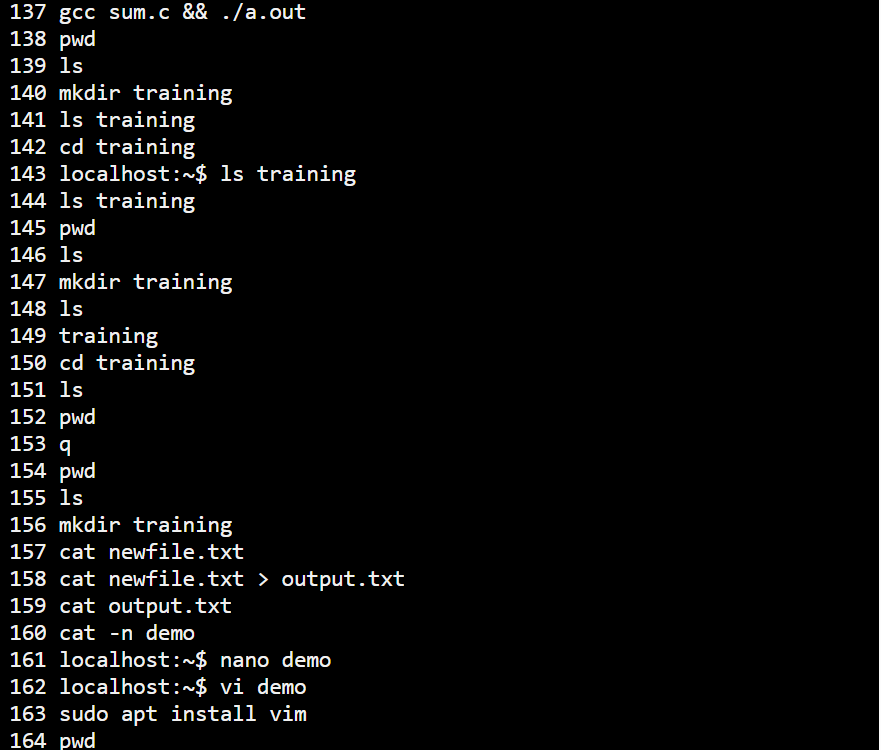 137 gcc sum.c && ./a.out
138 pwd
139 ls
140 mkdir training
141 ls training
142 cd training
143 localhost:~$ ls training
144 ls training
145 pwd
146 ls
147 mkdir training
148 ls
149 training
150 cd training
151 ls
152 pwd
153 q
154 pwd
155 ls
156 mkdir training
157 cat newfile.txt
158 cat newfile.txt > output.txt
159 cat output.txt
160 cat -n demo
161 localhost:~$ nano demo
162 localhost:~$ vi demo
163 sudo apt install vim
164 pwd